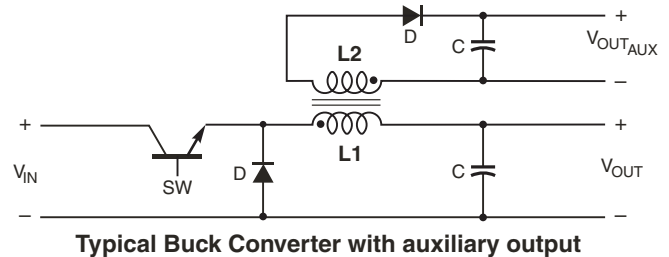 D
C
+
V_OUT_AUX
–
L2
L1
+
V_IN
–
SW
D
C
+
V_OUT
–
Typical Buck Converter with auxiliary output